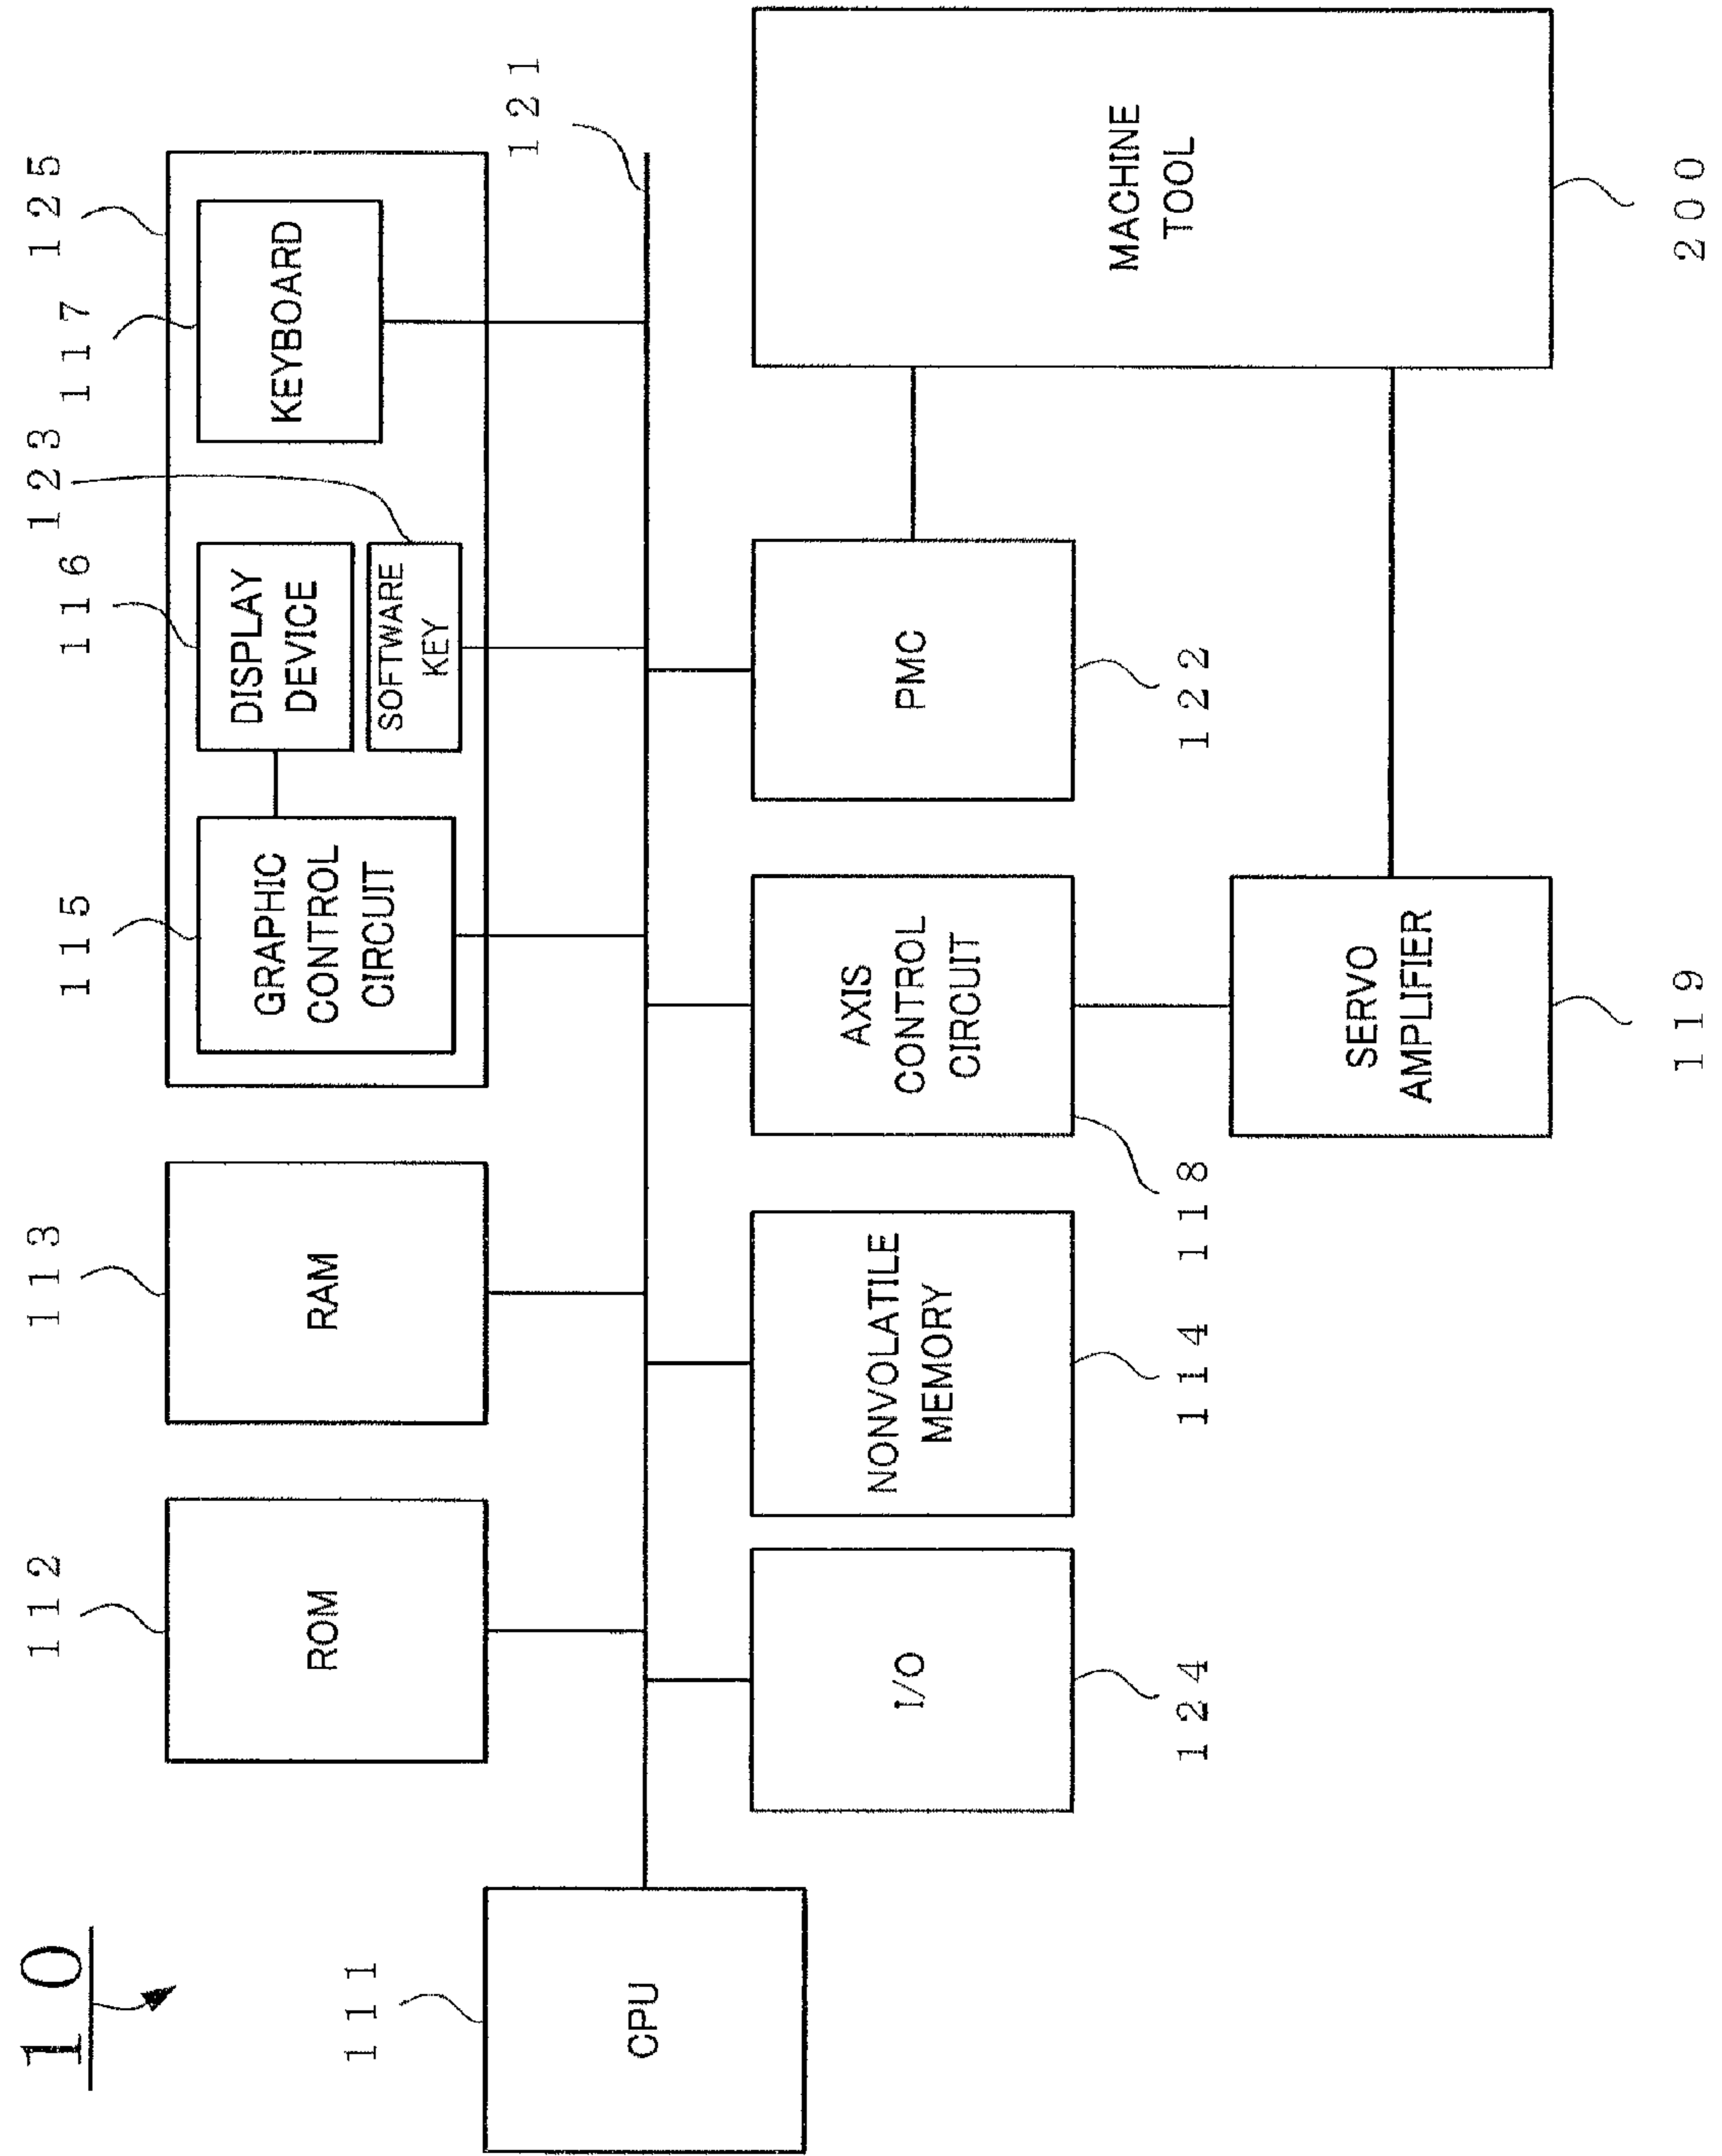 10
112
113
115
116
123
117
125
ROM
RAM
GRAPHIC
CONTROL
CIRCUIT
DISPLAY
DEVICE
SOFTWARE
KEY
KEYBOARD
111
CPU
121
I/O
NONVOLATILE
MEMORY
AXIS
CONTROL
CIRCUIT
PMC
MACHINE
TOOL
124
114
118
122
SERVO
AMPLIFIER
119
200